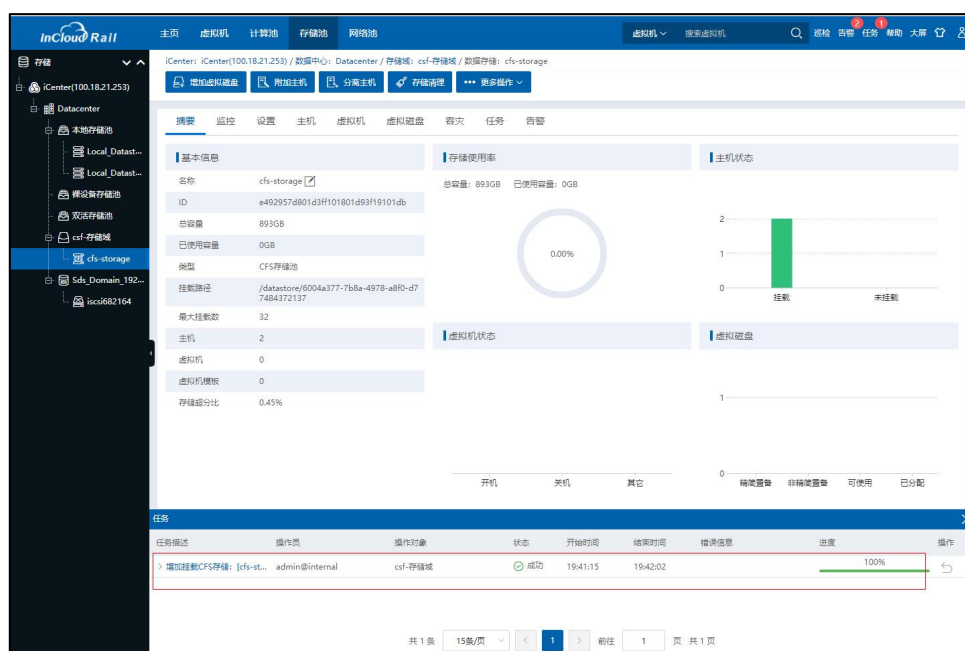 InCloud Rail 主页 虚拟机 计算池 存储池 网络池 虚拟机 搜索虚拟机 巡检 告警 2 任务 1 帮助 大屏
存储
iCenter(100.18.21.253)
Datacenter
本地存储池
Local_Datast...
Local_Datast...
裸设备存储池
双活存储池
csf-存储域
cfs-storage
Sds_Domain_192...
iscsi682164
iCenter: iCenter(100.18.21.253) / 数据中心: Datacenter / 存储域: csf-存储域 / 数据存储: cfs-storage
增加虚拟磁盘 附加主机 分离主机 存储清理 ••• 更多操作
摘要 监控 设置 主机 虚拟机 虚拟磁盘 容灾 任务 告警
基本信息
名称 cfs-storage
ID e492957d801d3ff101801d93f19101db
总容量 893GB
已使用容量 0GB
类型 CFS存储池
挂载路径 /datastore/6004a377-7b8a-4978-a8f0-d7
7484372137
最大挂载数 32
主机 2
虚拟机 0
虚拟机模板 0
存储超分比 0.45%
存储使用率
总容量: 893GB 已使用容量: 0GB
0.00%
主机状态
2
1
0
挂载 未挂载
虚拟机状态
开机 关机 其它
虚拟磁盘
1
0
精简置备 非精简置备 可使用 已分配
任务
任务描述 操作员 操作对象 状态 开始时间 结束时间 错误信息 进度 操作
> 增加挂载CFS存储: [cfs-st... admin@internal csf-存储域 成功 19:41:15 19:42:02 100%
共 1 条 15条/页 < 1 > 前往 1 页 共 1 页